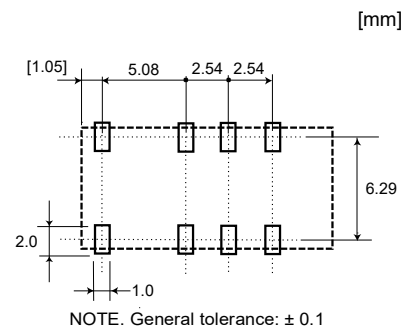 [mm]
[1.05] 5.08 2.54 2.54
6.29
2.0
1.0
NOTE. General tolerance: ± 0.1